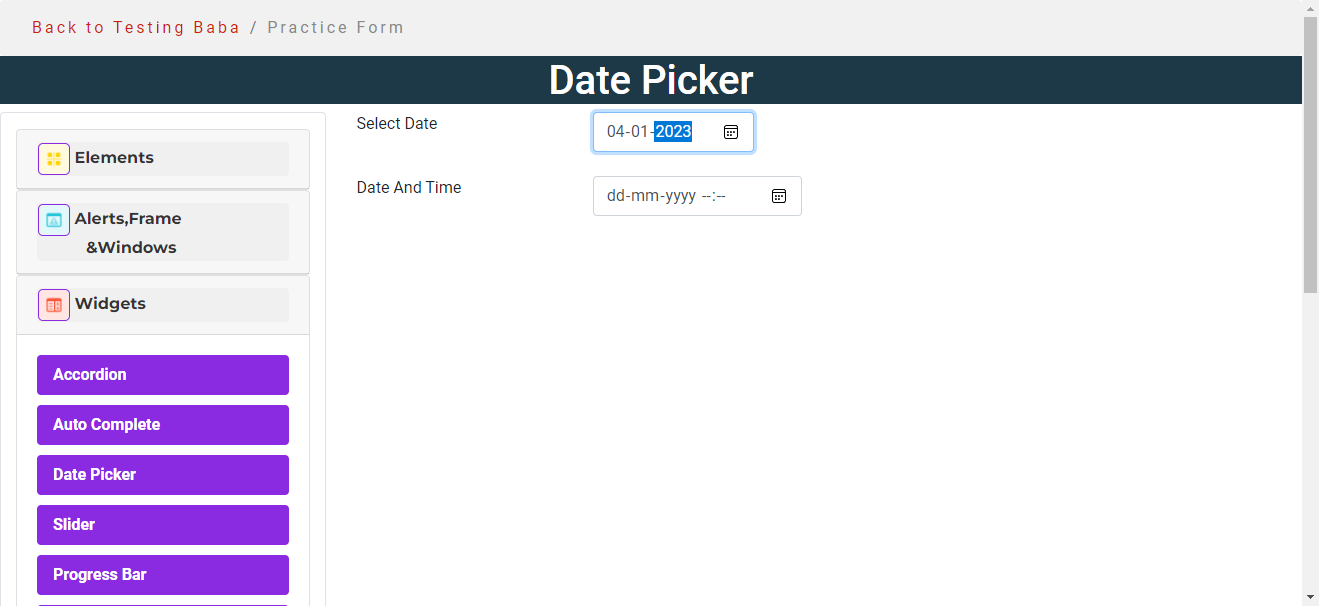 Back to Testing Baba / Practice Form
Date Picker
Elements
Alerts,Frame
&Windows
Widgets
Accordion
Auto Complete
Date Picker
Slider
Progress Bar
Select Date
04-01-2023
Date And Time
dd-mm-yyyy --:--